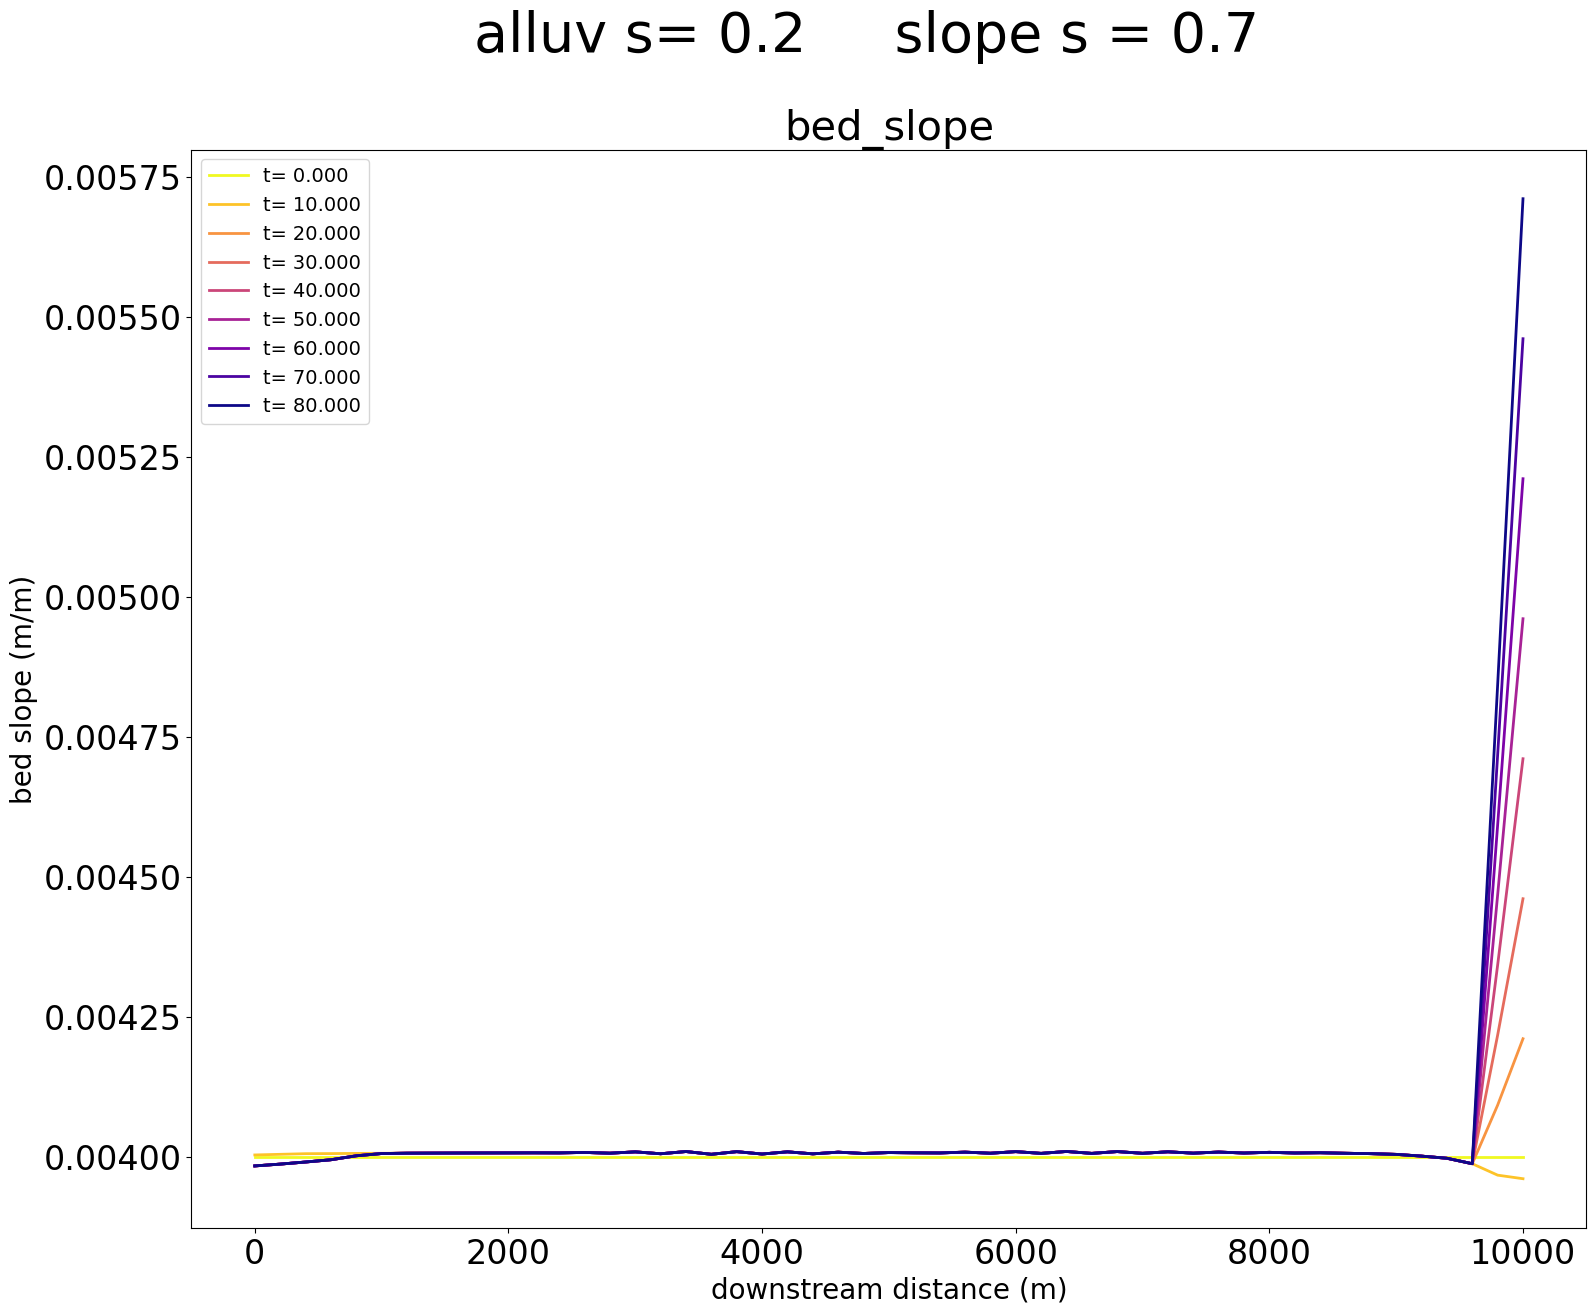 alluv s= 0.2     slope s = 0.7
bed_slope
0.00575
0.00550
0.00525
0.00500
0.00475
0.00450
0.00425
0.00400
bed slope (m/m)
t= 0.000
t= 10.000
t= 20.000
t= 30.000
t= 40.000
t= 50.000
t= 60.000
t= 70.000
t= 80.000
0 2000 4000 6000 8000 10000
downstream distance (m)